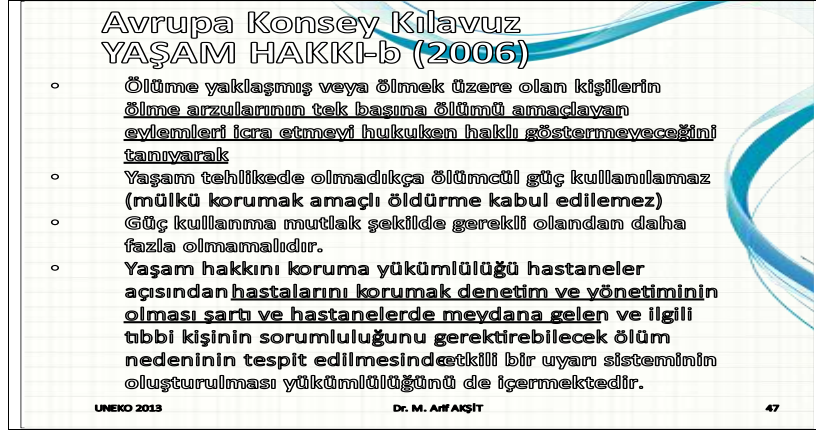 Avrupa Konsey Kılavuz
YAŞAM HAKKI-b (2006)
◦ Ölüme yaklaşmış veya ölmek üzere olan kişilerin
ölme arzularının tek başına ölümü amaçlayan
eylemleri icra etmeyi hukuken haklı göstermeyeceğini
tanıyarak
◦ Yaşam tehlikede olmadıkça ölümcül güç kullanılamaz
(mülkü korumak amaçlı öldürme kabul edilemez)
◦ Güç kullanma mutlak şekilde gerekli olandan daha
fazla olmamalıdır.
◦ Yaşam hakkını koruma yükümlülüğü hastaneler
açısından hastalarını korumak denetim ve yönetiminin
olması şartı ve hastanelerde meydana gelen ve ilgili
tıbbi kişinin sorumluluğunu gerektirebilecek ölüm
nedeninin tespit edilmesinde etkili bir uyarı sisteminin
oluşturulması yükümlülüğünü de içermektedir.
UNEKO 2013 Dr. M. Arif AKŞİT 47